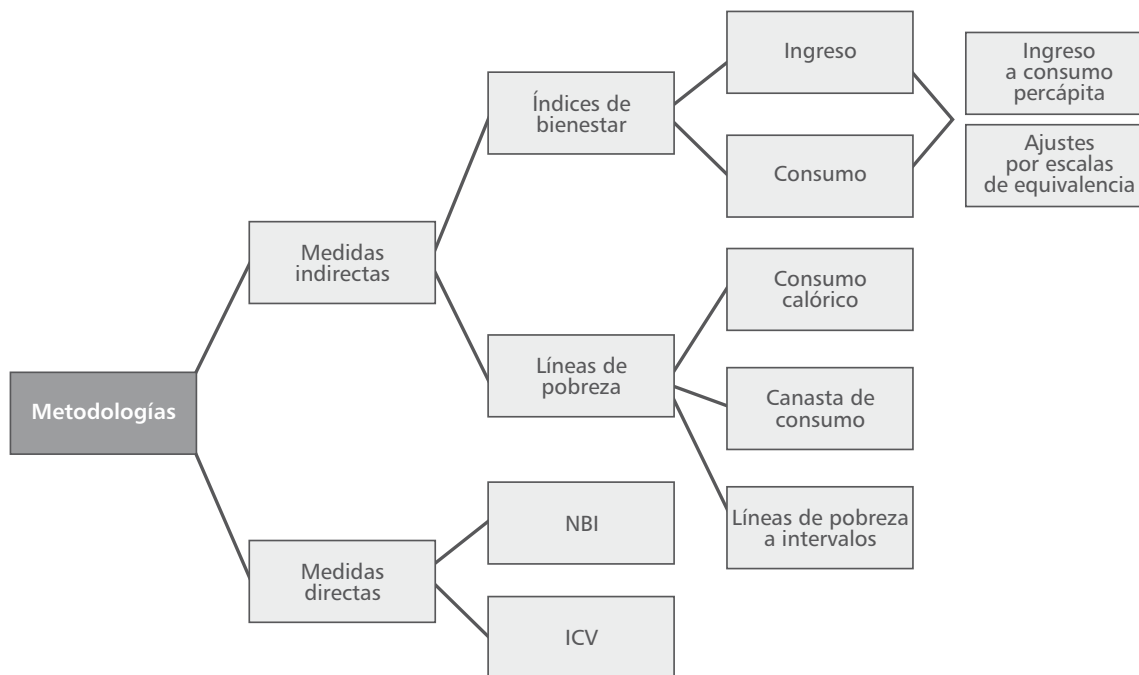 Metodologías
Medidas
indirectas
Índices de
bienestar
Ingreso
Consumo
Ingreso
a consumo
percápita
Ajustes
por escalas
de equivalencia
Líneas de
pobreza
Consumo
calórico
Canasta de
consumo
Líneas de pobreza
a intervalos
Medidas
directas
NBI
ICV